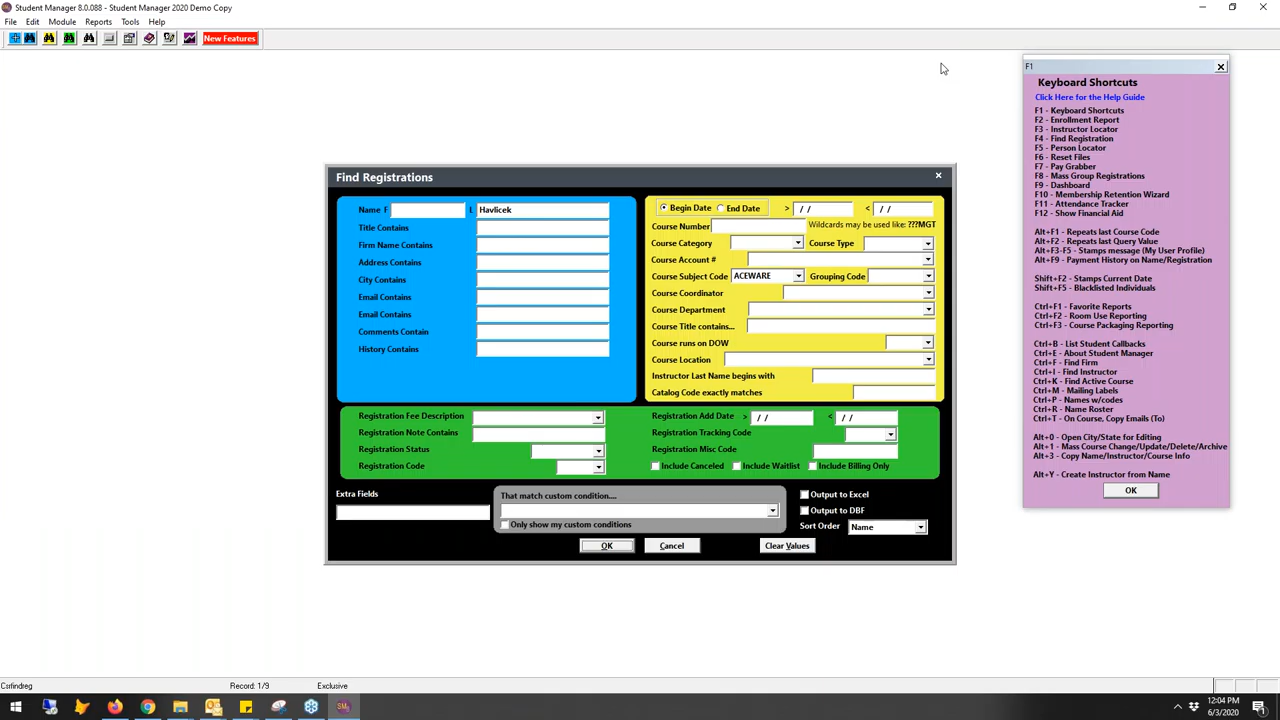 Student Manager 8.0.088 - Student Manager 2020 Demo Copy
File Edit Module Reports Tools Help
New Features
Find Registrations
Name F L Havlicek
Title Contains
Firm Name Contains
Address Contains
City Contains
Email Contains
Email Contains
Comments Contain
History Contains
Begin Date End Date > / / < / /
Course Number Wildcards may be used like: ???MGT
Course Category Course Type
Course Account #
Course Subject Code ACEWARE Grouping Code
Course Coordinator
Course Department
Course Title contains...
Course runs on DOW
Course Location
Instructor Last Name begins with
Catalog Code exactly matches
Registration Fee Description
Registration Note Contains
Registration Status
Registration Code
Registration Add Date > / / < / /
Registration Tracking Code
Registration Misc Code
Include Canceled Include Waitlist Include Billing Only
Extra Fields
That match custom condition....
Only show my custom conditions
Output to Excel
Output to DBF
Sort Order Name
OK Cancel Clear Values
F1
Keyboard Shortcuts
Click Here for the Help Guide
F1 - Keyboard Shortcuts
F2 - Enrollment Report
F3 - Instructor Locator
F4 - Find Registration
F5 - Person Locator
F6 - Reset Files
F7 - Pay Grabber
F8 - Mass Group Registrations
F9 - Dashboard
F10 - Membership Retention Wizard
F11 - Attendance Tracker
F12 - Show Financial Aid
Alt+F1 - Repeats last Course Code
Alt+F2 - Repeats last Query Value
Alt+F3-F5 - Stamps message (My User Profile)
Alt+F9 - Payment History on Name/Registration
Shift+F2 - Stamps Current Date
Shift+F5 - Blacklisted Individuals
Ctrl+F1 - Favorite Reports
Ctrl+F2 - Room Use Reporting
Ctrl+F3 - Course Packaging Reporting
Ctrl+B - List Student Callbacks
Ctrl+E - About Student Manager
Ctrl+F - Find Firm
Ctrl+I - Find Instructor
Ctrl+K - Find Active Course
Ctrl+M - Mailing Labels
Ctrl+P - Names w/codes
Ctrl+R - Name Roster
Ctrl+T - On Course, Copy Emails (To)
Alt+0 - Open City/State for Editing
Alt+1 - Mass Course Change/Update/Delete/Archive
Alt+3 - Copy Name/Instructor/Course Info
Alt+Y - Create Instructor from Name
OK
Csrfindreg Record: 1/9 Exclusive
12:04 PM
6/3/2020